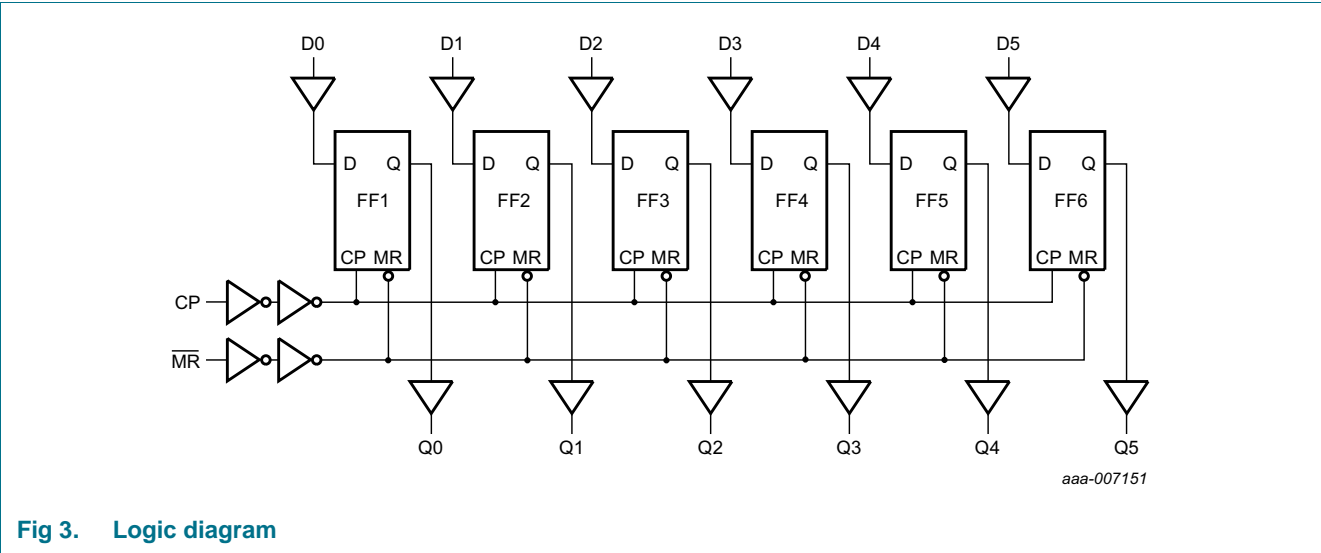 D0 D1 D2 D3 D4 D5
D Q D Q D Q D Q D Q D Q
FF1 FF2 FF3 FF4 FF5 FF6
CP MR CP MR CP MR CP MR CP MR CP MR
CP
M̅R̅
Q0 Q1 Q2 Q3 Q4 Q5
aaa-007151
Fig 3. Logic diagram